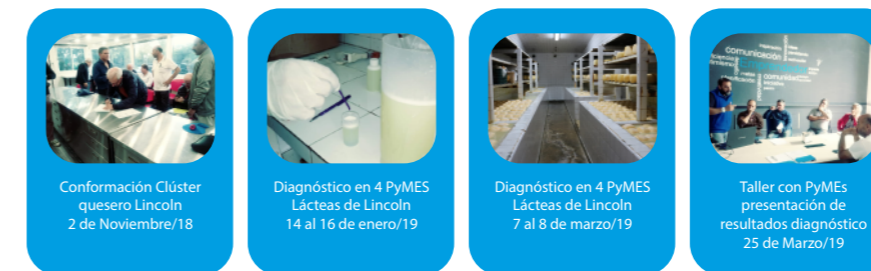 Conformación Clúster
quesero Lincoln
2 de Noviembre/18
Diagnóstico en 4 PyMES
Lácteas de Lincoln
14 al 16 de enero/19
Diagnóstico en 4 PyMES
Lácteas de Lincoln
7 al 8 de marzo/19
comunicación
comunidad
Taller con PyMEs
presentación de
resultados diagnóstico
25 de Marzo/19